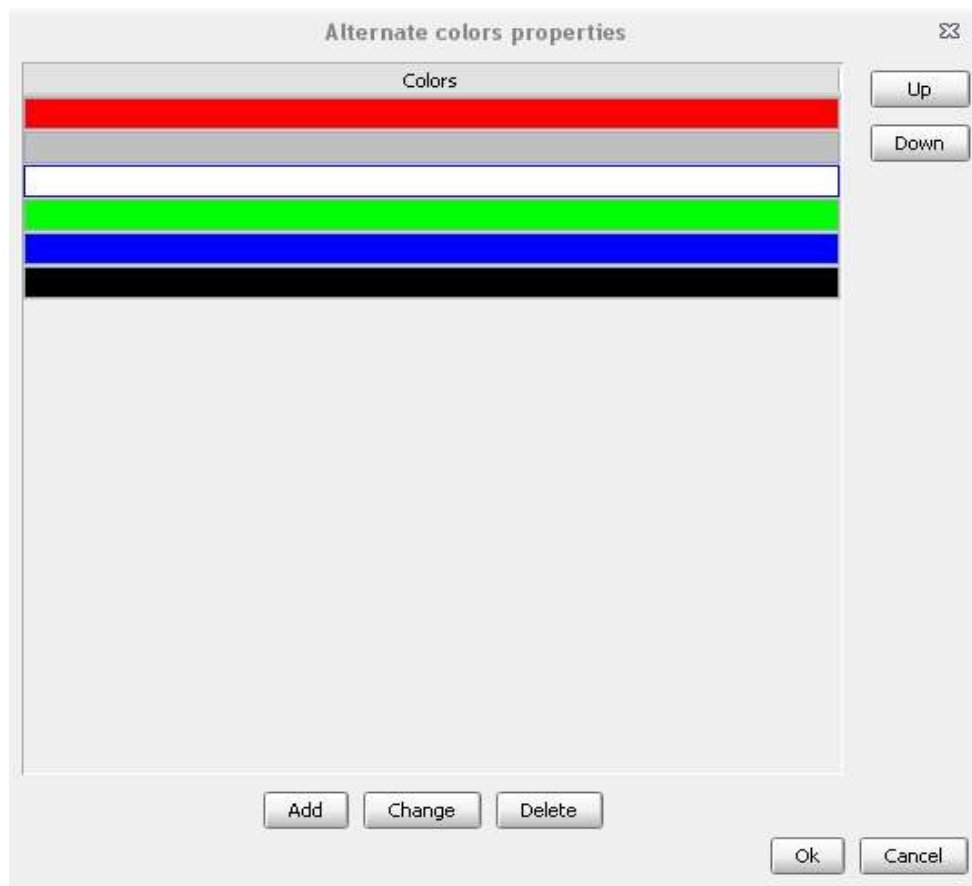 Alternate colors properties
Colors
Up
Down
Add Change Delete
Ok Cancel